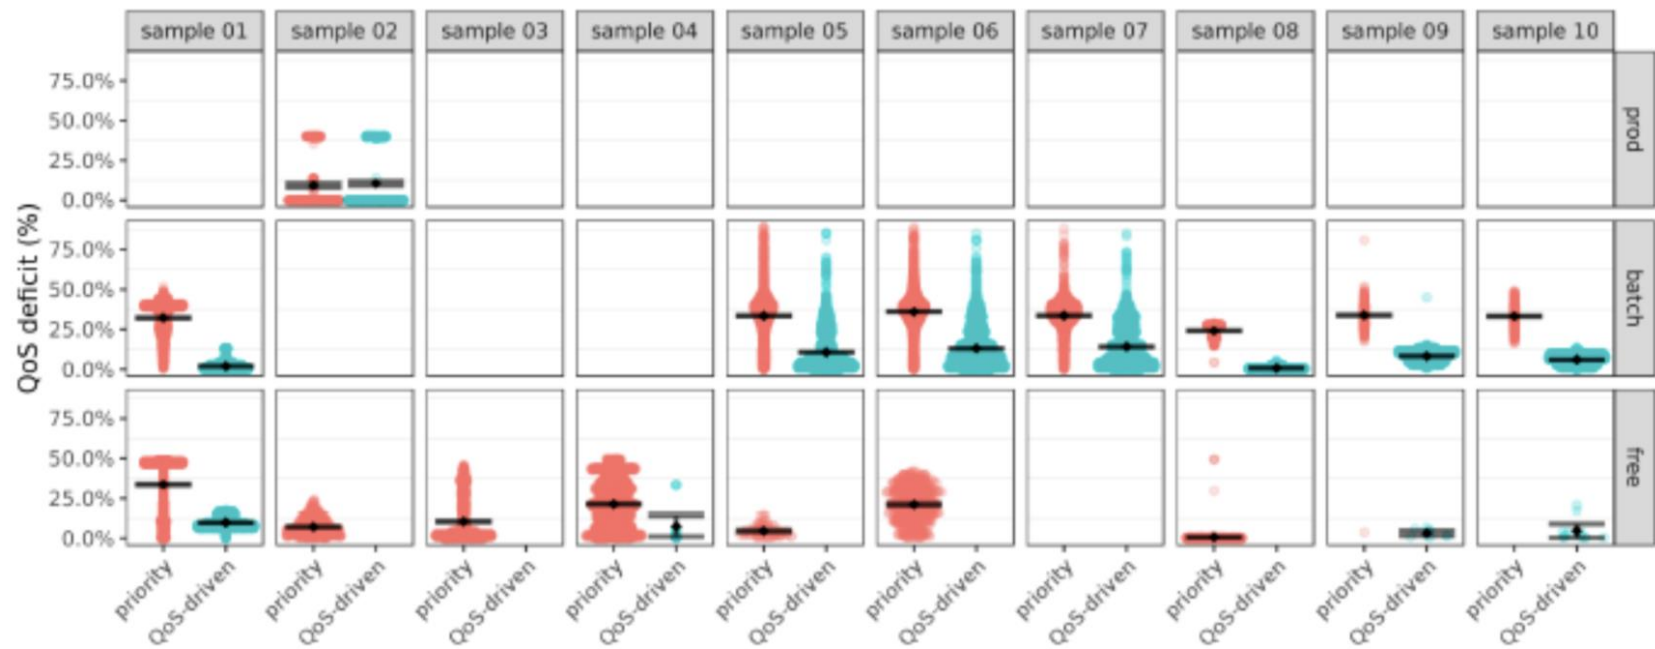 sample 01 sample 02 sample 03 sample 04 sample 05 sample 06 sample 07 sample 08 sample 09 sample 10
QoS deficit (%)
75.0%
50.0%
25.0%
0.0%
prod
75.0%
50.0%
25.0%
0.0%
batch
75.0%
50.0%
25.0%
0.0%
free
priority QoS-driven priority QoS-driven priority QoS-driven priority QoS-driven priority QoS-driven priority QoS-driven priority QoS-driven priority QoS-driven priority QoS-driven priority QoS-driven